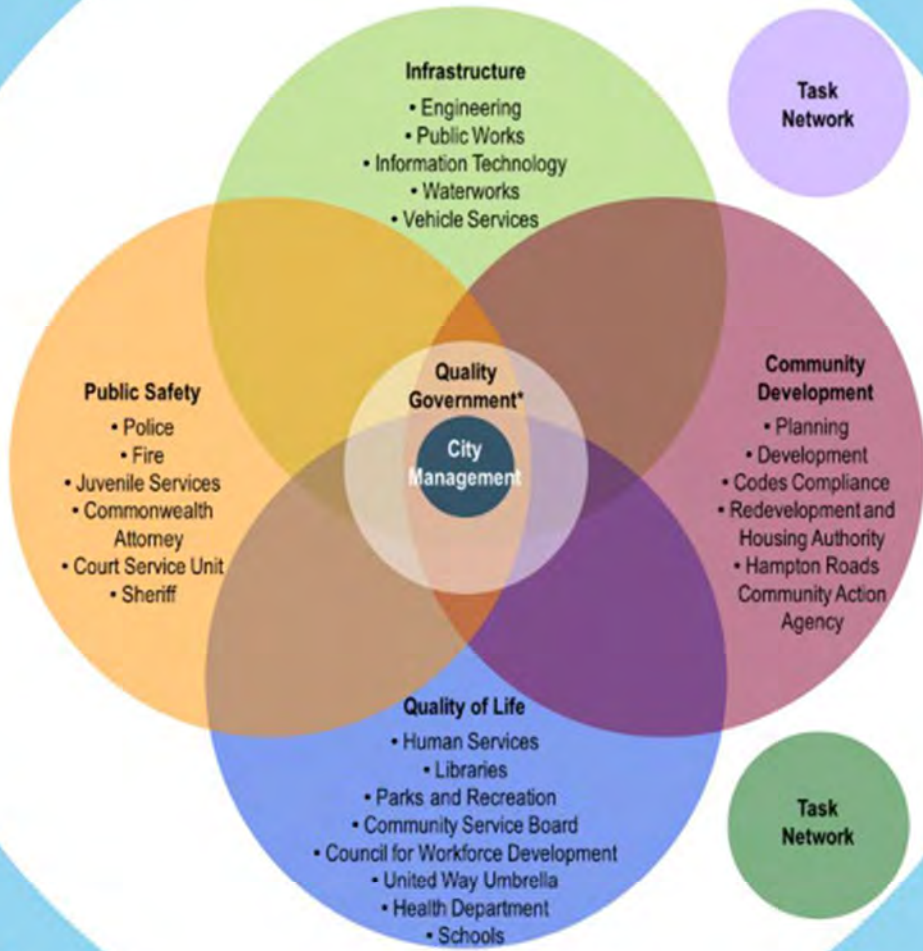 Infrastructure
• Engineering
• Public Works
• Information Technology
• Waterworks
• Vehicle Services
Task
Network
Public Safety
• Police
• Fire
• Juvenile Services
• Commonwealth
Attorney
• Court Service Unit
• Sheriff
Quality
Government*
City
Management
Community
Development
• Planning
• Development
• Codes Compliance
• Redevelopment and
Housing Authority
• Hampton Roads
Community Action
Agency
Quality of Life
• Human Services
• Libraries
• Parks and Recreation
• Community Service Board
• Council for Workforce Development
• United Way Umbrella
• Health Department
• Schools
Task
Network